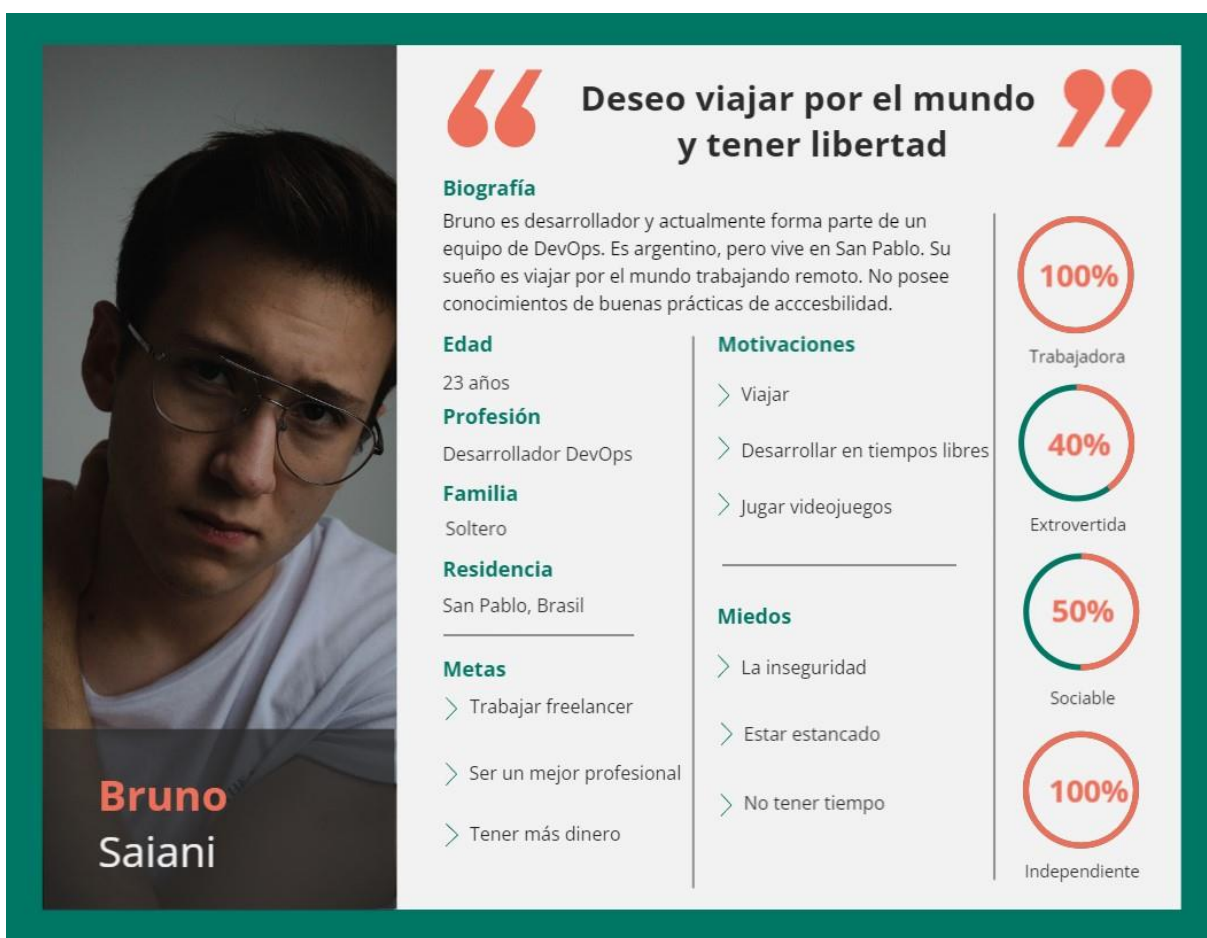 “ Deseo viajar por el mundo ”
y tener libertad
Biografía
Bruno es desarrollador y actualmente forma parte de un
equipo de DevOps. Es argentino, pero vive en San Pablo. Su
sueño es viajar por el mundo trabajando remoto. No posee
conocimientos de buenas prácticas de acccesbilidad.
Edad
23 años
Profesión
Desarrollador DevOps
Familia
Soltero
Residencia
San Pablo, Brasil
Metas
Trabajar freelancer
Ser un mejor profesional
Tener más dinero
Motivaciones
Viajar
Desarrollar en tiempos libres
Jugar videojuegos
Miedos
La inseguridad
Estar estancado
No tener tiempo
100%
Trabajadora
40%
Extrovertida
50%
Sociable
100%
Independiente
Bruno
Saiani